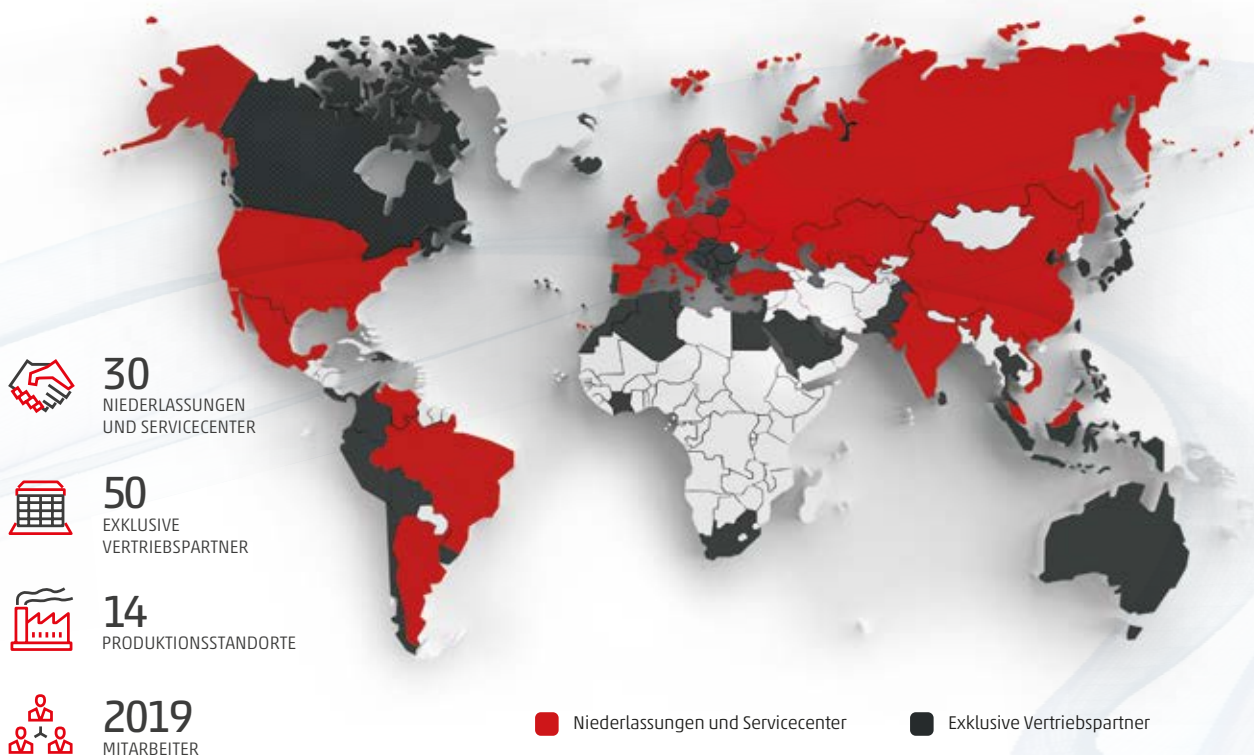 30
NIEDERLASSUNGEN
UND SERVICECENTER
50
EXKLUSIVE
VERTRIEBSPARTNER
14
PRODUKTIONSSTANDORTE
2019
MITARBEITER
Niederlassungen und Servicecenter
Exklusive Vertriebspartner